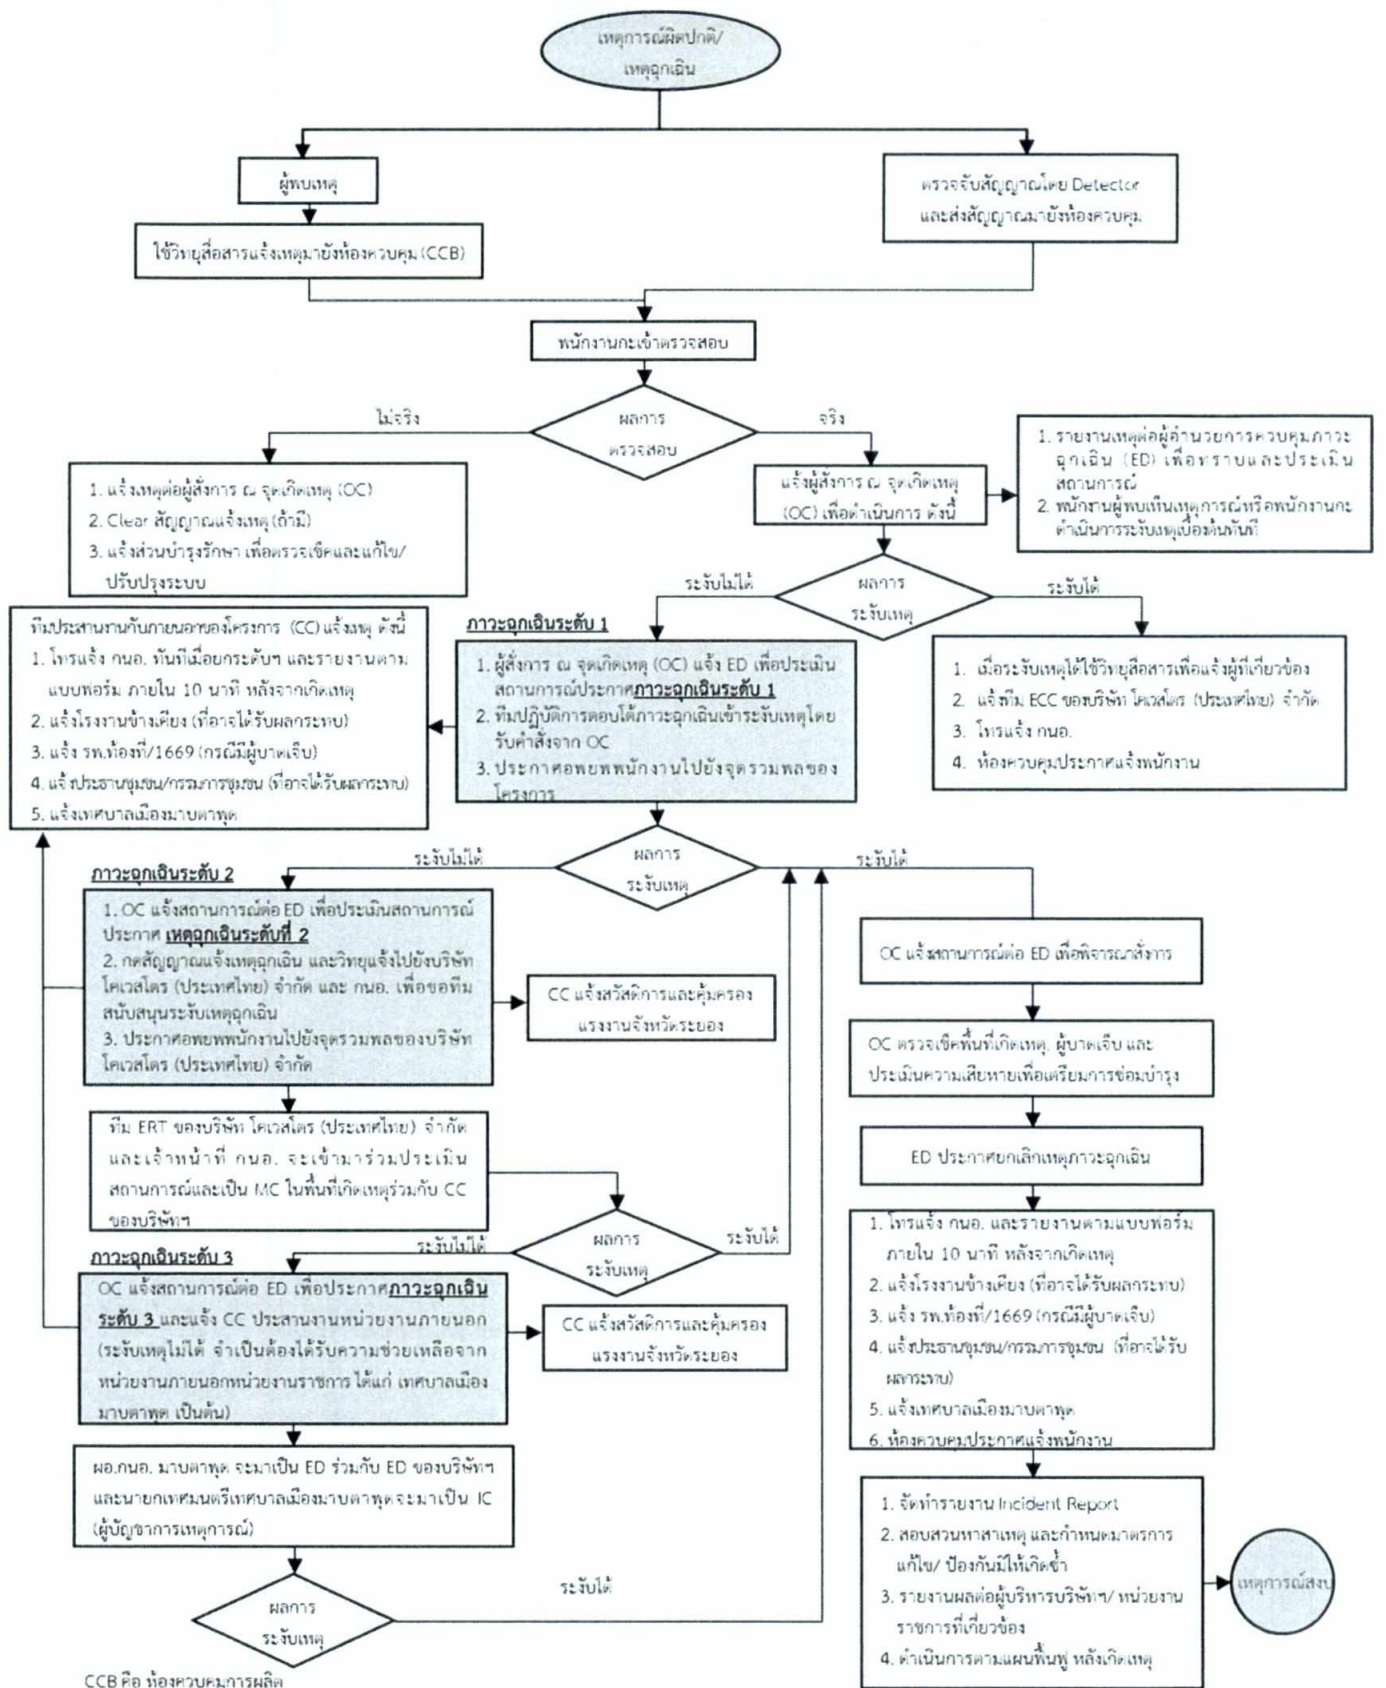 เหตุการณ์ผิดปกติ/
เหตุฉุกเฉิน
ผู้พบเหตุ
ตรวจจับสัญญาณโดย Detector
และส่งสัญญาณมายังห้องควบคุม
ใช้วิทยุสื่อสารแจ้งเหตุมายังห้องควบคุม (CCB)
พนักงานกะเข้าตรวจสอบ
ผลการ
ตรวจสอบ
ไม่จริง
จริง
1. แจ้งเหตุต่อผู้สั่งการ ณ จุดเกิดเหตุ (OC)
2. Clear สัญญาณแจ้งเหตุ (ถ้ามี)
3. แจ้งส่วนบำรุงรักษา เพื่อตรวจเช็คและแก้ไข/
ปรับปรุงระบบ
แจ้งผู้สั่งการ ณ จุดเกิดเหตุ
(OC) เพื่อดำเนินการ ดังนี้
1. รายงานเหตุต่อผู้อำนวยการควบคุมภาวะ
ฉุกเฉิน (ED) เพื่อทราบและประเมิน
สถานการณ์
2. พนักงานผู้พบเห็นเหตุการณ์หรือพนักงานกะ
ดำเนินการระงับเหตุเบื้องต้นทันที
ผลการ
ระงับเหตุ
ระงับไม่ได้
ระงับได้
ทีมประสานงานกับภายนอกของโครงการ (CC) แจ้งเหตุ ดังนี้
1. โทรแจ้ง กนอ. ทันทีเมื่อยกระดับฯ และรายงานตาม
แบบฟอร์ม ภายใน 10 นาที หลังจากเกิดเหตุ
2. แจ้งโรงงานข้างเคียง (ที่อาจได้รับผลกระทบ)
3. แจ้ง รพ.ท้องที่/1669 (กรณีมีผู้บาดเจ็บ)
4. แจ้งประธานชุมชน/กรรมการชุมชน (ที่อาจได้รับผลกระทบ)
5. แจ้งเทศบาลเมืองมาบตาพุด
ภาวะฉุกเฉินระดับ 1
1. ผู้สั่งการ ณ จุดเกิดเหตุ (OC) แจ้ง ED เพื่อประเมิน
สถานการณ์ประกาศภาวะฉุกเฉินระดับ 1
2. ทีมปฏิบัติการตอบโต้ภาวะฉุกเฉินเข้าระงับเหตุโดย
รับคำสั่งจาก OC
3. ประกาศอพยพพนักงานไปยังจุดรวมพลของ
โครงการ
1. เมื่อระงับเหตุได้ใช้วิทยุสื่อสารเพื่อแจ้งผู้ที่เกี่ยวข้อง
2. แจ้งทีม ECC ของบริษัท โคเวสโตร (ประเทศไทย) จำกัด
3. โทรแจ้ง กนอ.
4. ห้องควบคุมประกาศแจ้งพนักงาน
ผลการ
ระงับเหตุ
ระงับไม่ได้
ระงับได้
ภาวะฉุกเฉินระดับ 2
1. OC แจ้งสถานการณ์ต่อ ED เพื่อประเมินสถานการณ์
ประกาศ เหตุฉุกเฉินระดับที่ 2
2. กดสัญญาณแจ้งเหตุฉุกเฉิน และวิทยุแจ้งไปยังบริษัท
โคเวสโตร (ประเทศไทย) จำกัด และ กนอ. เพื่อขอทีม
สนับสนุนระงับเหตุฉุกเฉิน
3. ประกาศอพยพพนักงานไปยังจุดรวมพลของบริษัท
โคเวสโตร (ประเทศไทย) จำกัด
CC แจ้งสวัสดิการและคุ้มครอง
แรงงานจังหวัดระยอง
OC แจ้งสถานการณ์ต่อ ED เพื่อพิจารณาสั่งการ
OC ตรวจเช็คพื้นที่เกิดเหตุ, ผู้บาดเจ็บ และ
ประเมินความเสียหายเพื่อเตรียมการซ่อมบำรุง
ทีม ERT ของบริษัท โคเวสโตร (ประเทศไทย) จำกัด
และเจ้าหน้าที่ กนอ. จะเข้ามาร่วมประเมิน
สถานการณ์และเป็น MC ในพื้นที่เกิดเหตุร่วมกับ CC
ของบริษัทฯ
ED ประกาศยกเลิกเหตุภาวะฉุกเฉิน
ผลการ
ระงับเหตุ
ระงับไม่ได้
ระงับได้
ภาวะฉุกเฉินระดับ 3
OC แจ้งสถานการณ์ต่อ ED เพื่อประกาศภาวะฉุกเฉิน
ระดับ 3 และแจ้ง CC ประสานงานหน่วยงานภายนอก
(ระงับเหตุไม่ได้ จำเป็นต้องได้รับความช่วยเหลือจาก
หน่วยงานภายนอกหน่วยงานราชการ ได้แก่ เทศบาลเมือง
มาบตาพุด เป็นต้น)
CC แจ้งสวัสดิการและคุ้มครอง
แรงงานจังหวัดระยอง
1. โทรแจ้ง กนอ. และรายงานตามแบบฟอร์ม
ภายใน 10 นาที หลังจากเกิดเหตุ
2. แจ้งโรงงานข้างเคียง (ที่อาจได้รับผลกระทบ)
3. แจ้ง รพ.ท้องที่/1669 (กรณีมีผู้บาดเจ็บ)
4. แจ้งประธานชุมชน/กรรมการชุมชน (ที่อาจได้รับ
ผลกระทบ)
5. แจ้งเทศบาลเมืองมาบตาพุด
6. ห้องควบคุมประกาศแจ้งพนักงาน
ผอ.กนอ. มาบตาพุด จะมาเป็น ED ร่วมกับ ED ของบริษัทฯ
และนายกเทศมนตรีเทศบาลเมืองมาบตาพุดจะมาเป็น IC
(ผู้บัญชาการเหตุการณ์)
1. จัดทำรายงาน Incident Report
2. สอบสวนหาสาเหตุ และกำหนดมาตรการ
แก้ไข/ ป้องกันมิให้เกิดซ้ำ
3. รายงานผลต่อผู้บริหารบริษัทฯ/ หน่วยงาน
ราชการที่เกี่ยวข้อง
4. ดำเนินการตามแผนฟื้นฟู หลังเกิดเหตุ
เหตุการณ์สงบ
ผลการ
ระงับเหตุ
ระงับได้
CCB คือ ห้องควบคุมการผลิต